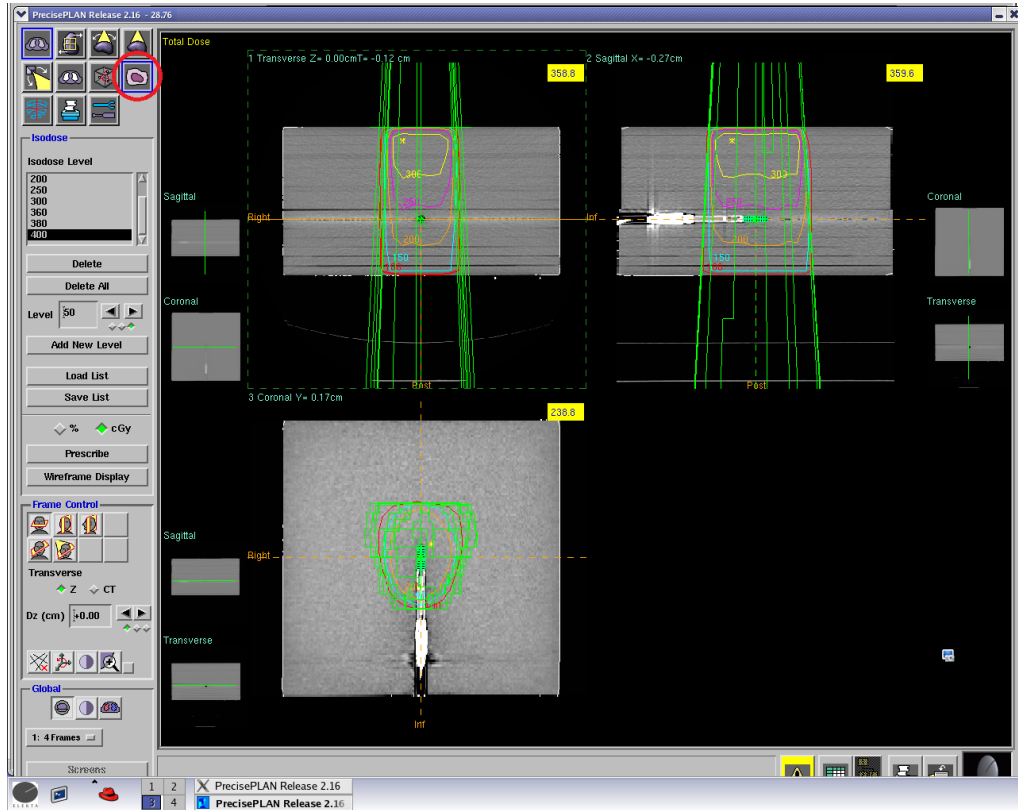 PrecisePLAN Release 2.16 - 28.76
Total Dose
1 Transverse Z= 0.00cmT= -0.12 cm
358.8
2 Sagittal X= -0.27cm
359.6
Isodose
Isodose Level
200
250
300
360
380
400
Delete
Delete All
Level 50
Add New Level
Load List
Save List
% cGy
Prescribe
Wireframe Display
Frame Control
Transverse
Z CT
Dz (cm) +0.00
Global
1: 4 Frames
Screens
Sagittal
Coronal
Right
300
200
150
Post
Inf
300
200
150
Post
Coronal
Transverse
3 Coronal Y= 0.17cm
238.8
Sagittal
Right
Transverse
Inf
ELEKTA
1 2
3 4
PrecisePLAN Release 2.16
PrecisePLAN Release 2.16